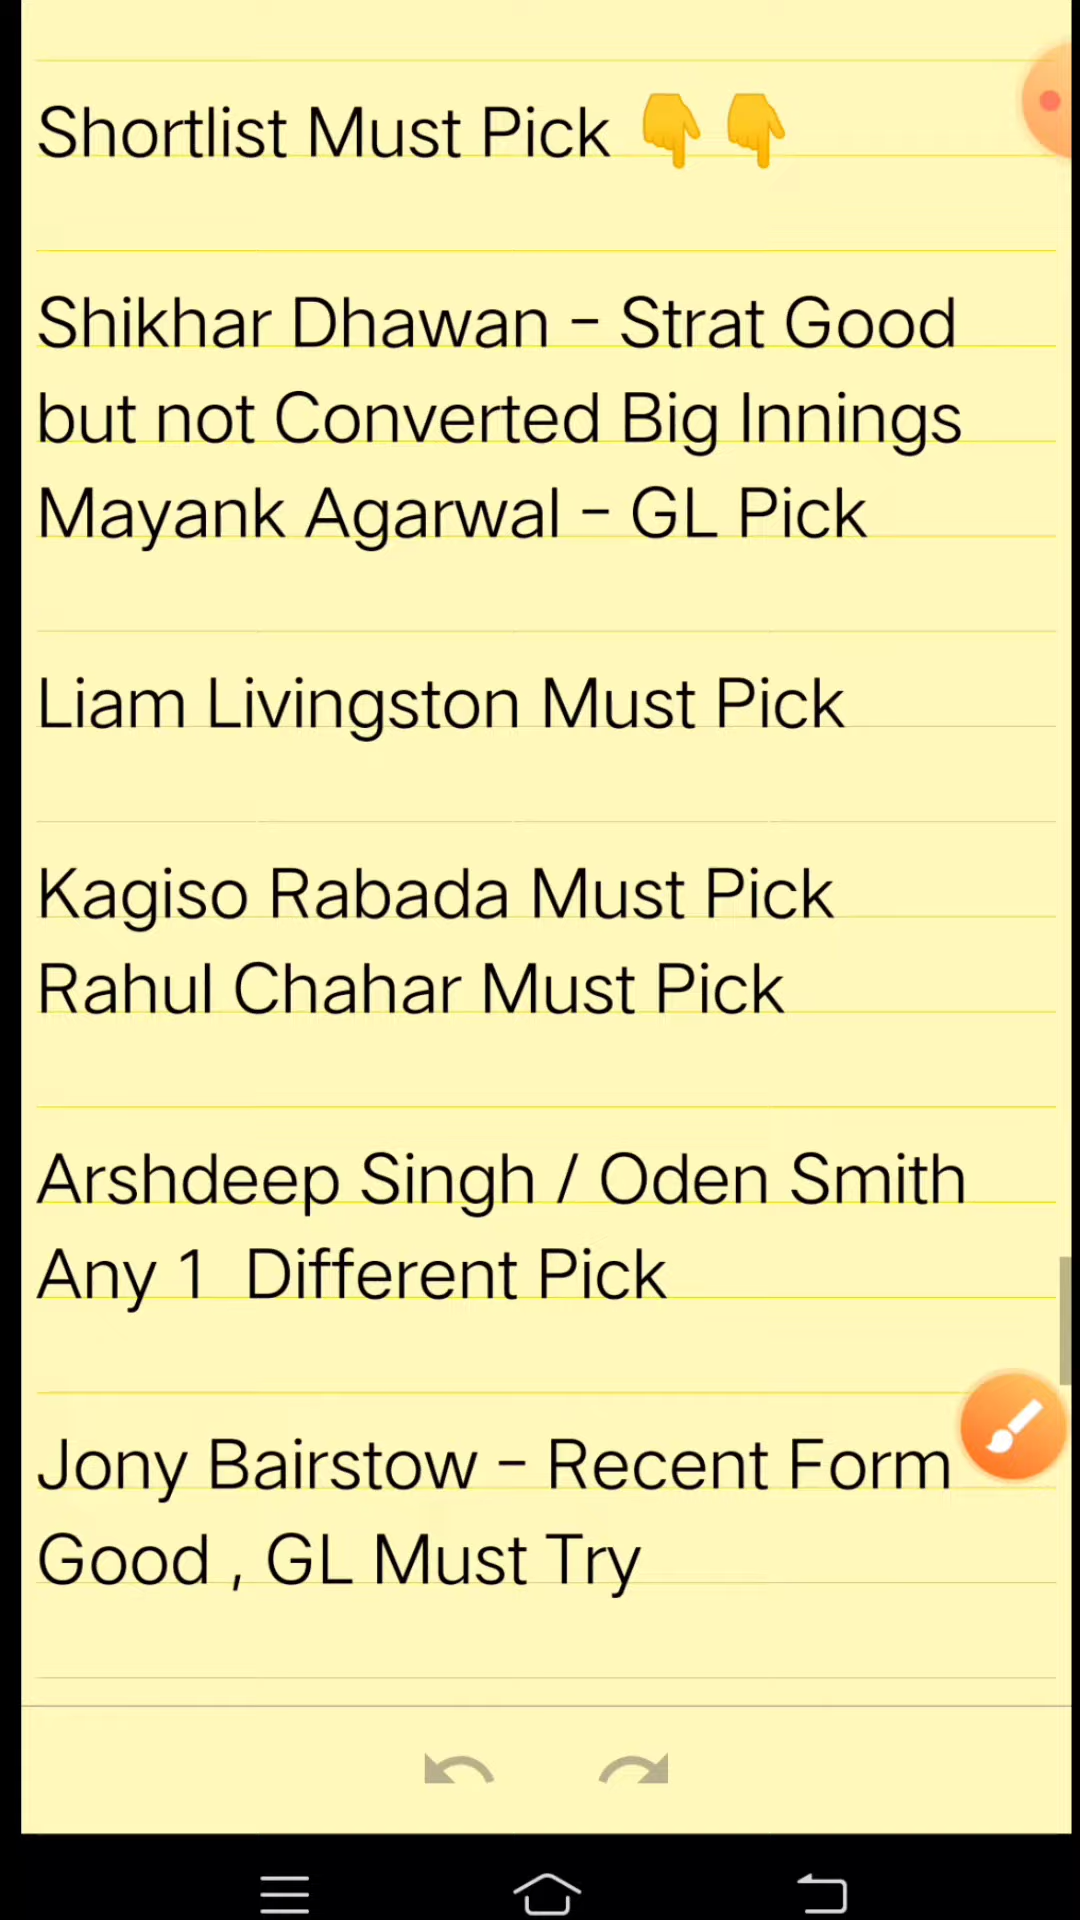 Shortlist Must Pick 👇👇
Shikhar Dhawan - Strat Good
but not Converted Big Innings
Mayank Agarwal - GL Pick
Liam Livingston Must Pick
Kagiso Rabada Must Pick
Rahul Chahar Must Pick
Arshdeep Singh / Oden Smith
Any 1  Different Pick
Jony Bairstow - Recent Form
Good , GL Must Try